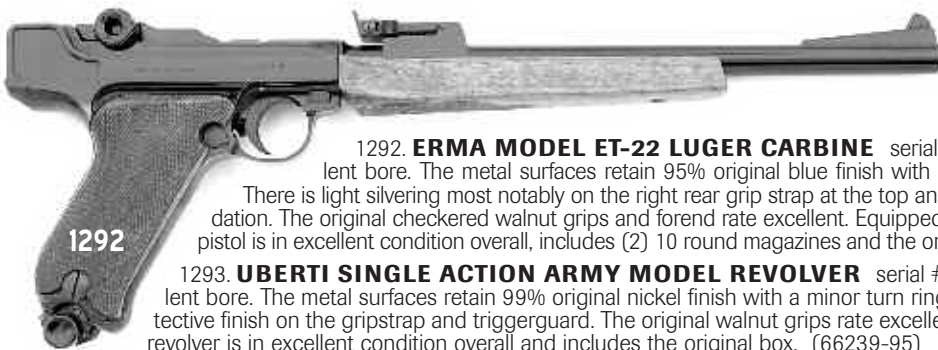 1292
1292. ERMA MODEL ET-22 LUGER CARBINE serial
lent bore. The metal surfaces retain 95% original blue finish with
There is light silvering most notably on the right rear grip strap at the top an
dation. The original checkered walnut grips and forend rate excellent. Equipped
pistol is in excellent condition overall, includes (2) 10 round magazines and the or
1293. UBERTI SINGLE ACTION ARMY MODEL REVOLVER serial #
lent bore. The metal surfaces retain 99% original nickel finish with a minor turn ring
tective finish on the gripstrap and triggerguard. The original walnut grips rate excelle
revolver is in excellent condition overall and includes the original box. (66239-95)